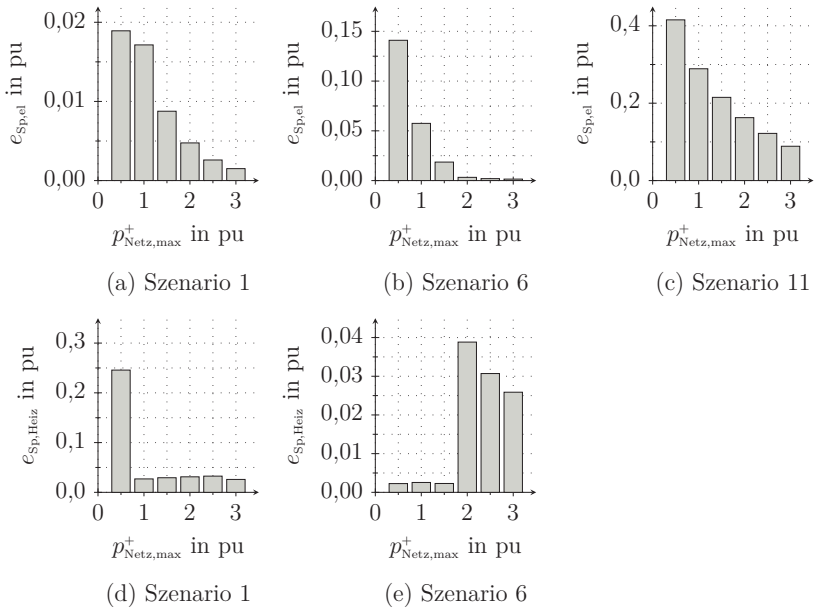 0,02
0,01
0,00
e_Sp,el in pu
0 1 2 3
p^+_Netz,max in pu
(a) Szenario 1
0,15
0,10
0,05
0,00
e_Sp,el in pu
0 1 2 3
p^+_Netz,max in pu
(b) Szenario 6
0,4
0,2
0,0
e_Sp,el in pu
0 1 2 3
p^+_Netz,max in pu
(c) Szenario 11
0,3
0,2
0,1
0,0
e_Sp,Heiz in pu
0 1 2 3
p^+_Netz,max in pu
(d) Szenario 1
0,04
0,03
0,02
0,01
0,00
e_Sp,Heiz in pu
0 1 2 3
p^+_Netz,max in pu
(e) Szenario 6